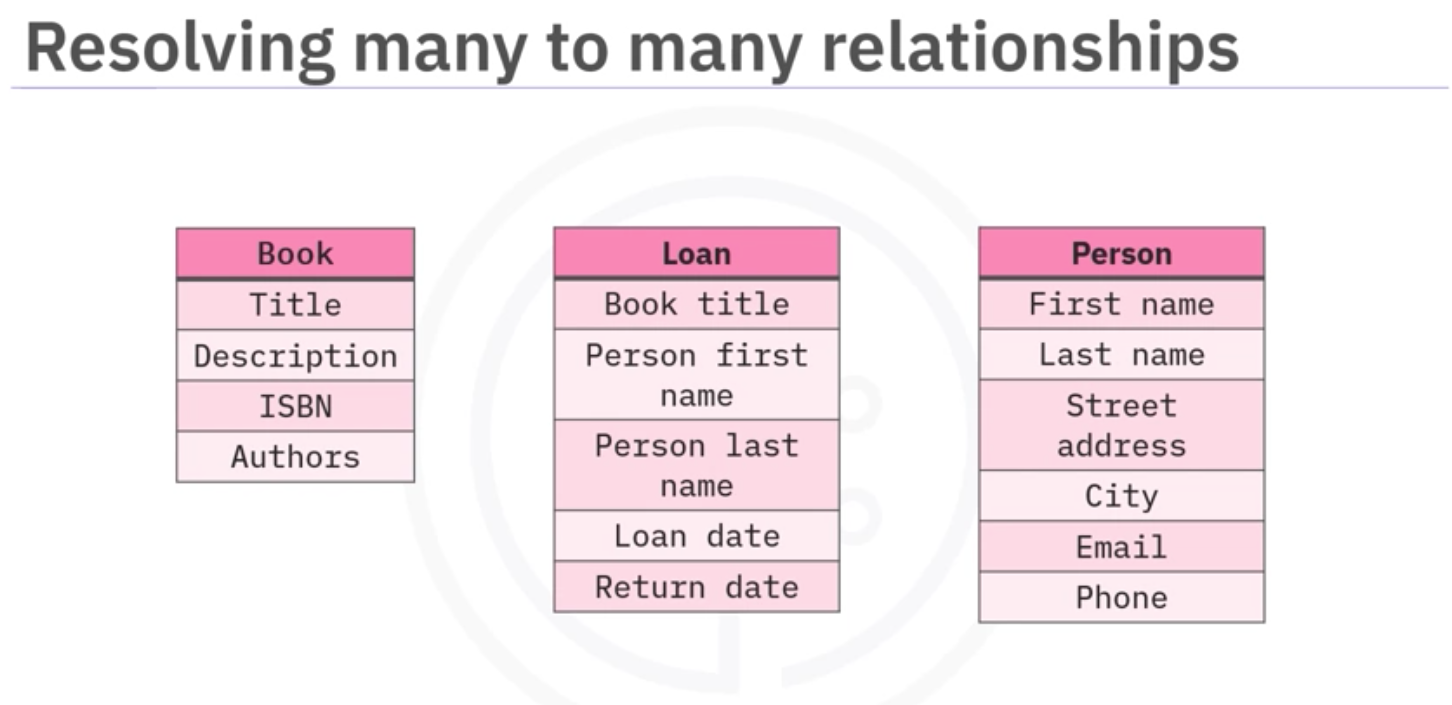 Resolving many to many relationships
Book
Title
Description
ISBN
Authors
Loan
Book title
Person first
name
Person last
name
Loan date
Return date
Person
First name
Last name
Street
address
City
Email
Phone